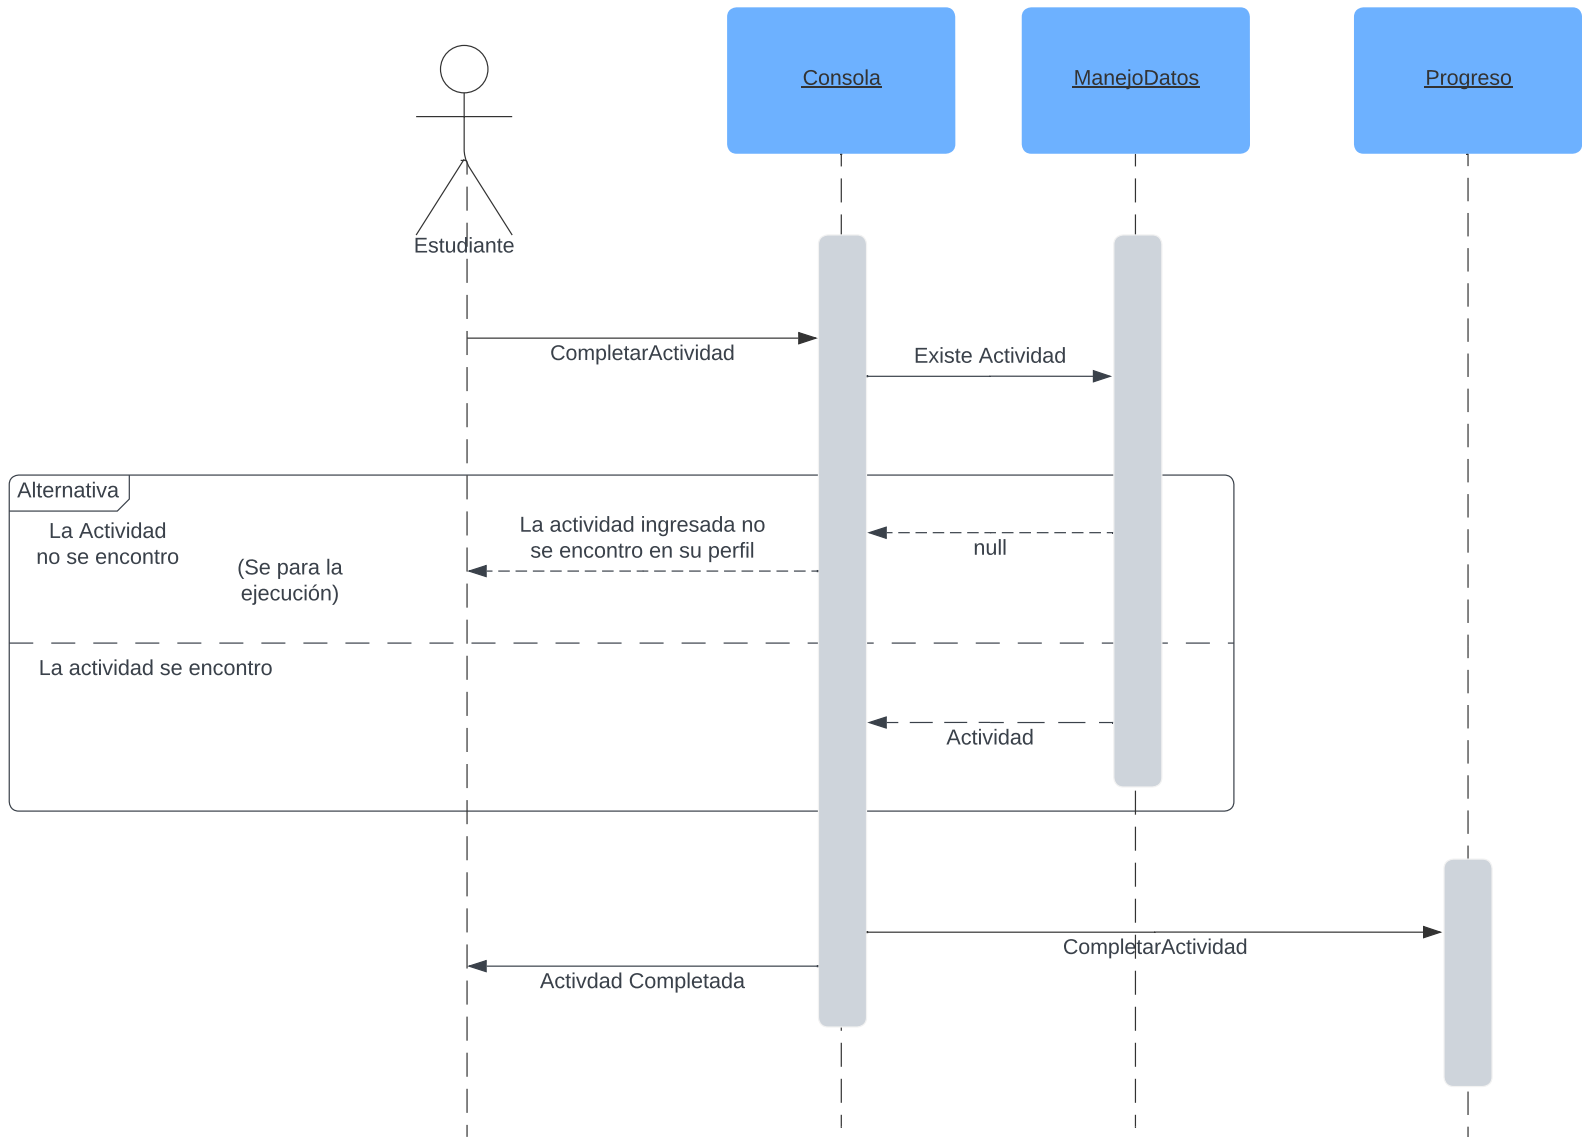 Consola
ManejoDatos
Progreso
Estudiante
CompletarActividad
Existe Actividad
Alternativa
La Actividad
no se encontro
(Se para la
ejecución)
La actividad ingresada no
se encontro en su perfil
null
La actividad se encontro
Actividad
CompletarActividad
Activdad Completada